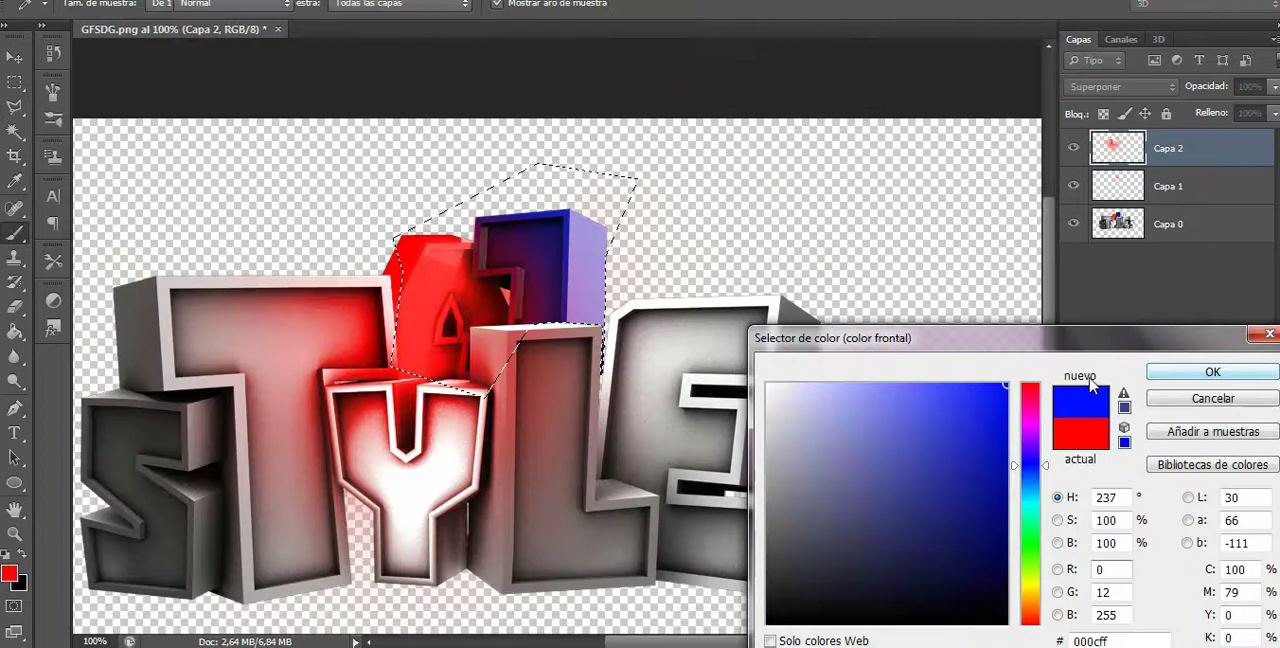 Tam. de muestra: De 1 Normal estra: Todas las capas Mostrar aro de muestra 3D
GFSDG.png al 100% (Capa 2, RGB/8) *
Capas Canales 3D
Tipo
Superponer Opacidad: 100%
Bloq.: Relleno: 100%
Capa 2
Capa 1
Capa 0
STYLE
Selector de color (color frontal)
nuevo
actual
OK
Cancelar
Añadir a muestras
Bibliotecas de colores
H: 237 ° L: 30
S: 100 % a: 66
B: 100 % b: -111
R: 0 C: 100 %
G: 12 M: 79 %
B: 255 Y: 0 %
# 000cff K: 0 %
Solo colores Web
100% Doc: 2,64 MB/6,84 MB